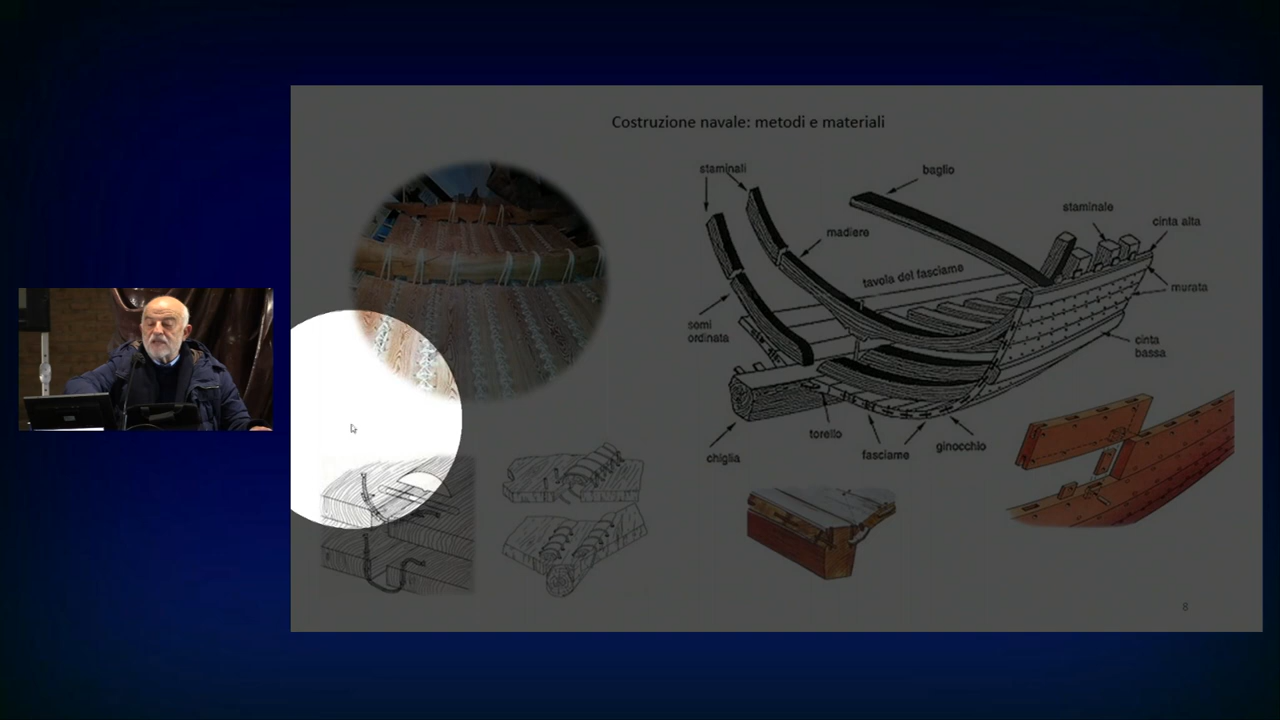 Costruzione navale: metodi e materiali
staminali
baglio
staminale
cinta alta
madiere
tavola del fasciame
murata
semi
ordinata
cinta
bassa
torello
ginocchio
chiglia
fasciame
8